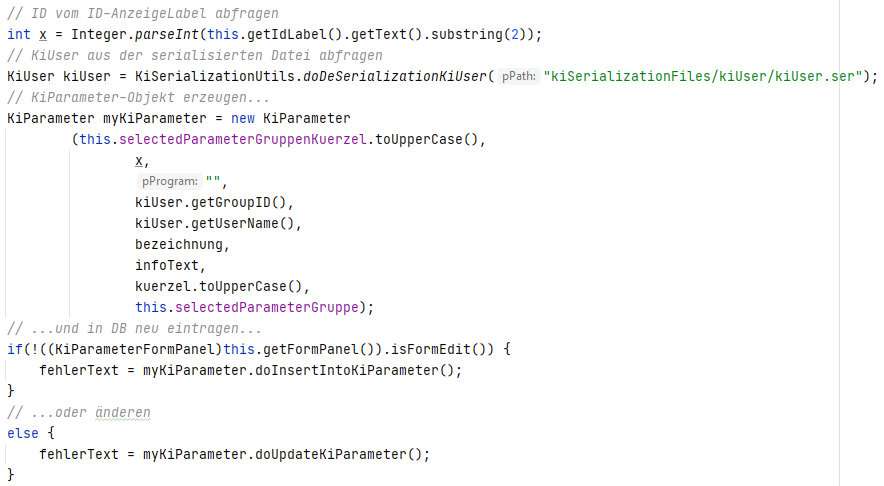 // ID vom ID-AnzeigeLabel abfragen
int x = Integer.parseInt(this.getIdLabel().getText().substring(2));
// KiUser aus der serialisierten Datei abfragen
KiUser kiUser = KiSerializationUtils.doDeSerializationKiUser( pPath: "kiSerializationFiles/kiUser/kiUser.ser");
// KiParameter-Objekt erzeugen...
KiParameter myKiParameter = new KiParameter
(this.selectedParameterGruppenKuerzel.toUpperCase(),
x,
pProgram: "",
kiUser.getGroupID(),
kiUser.getUserName(),
bezeichnung,
infoText,
kuerzel.toUpperCase(),
this.selectedParameterGruppe);
// ...und in DB neu eintragen...
if(!((KiParameterFormPanel)this.getFormPanel()).isFormEdit()) {
fehlerText = myKiParameter.doInsertIntoKiParameter();
}
// ...oder änderen
else {
fehlerText = myKiParameter.doUpdateKiParameter();
}